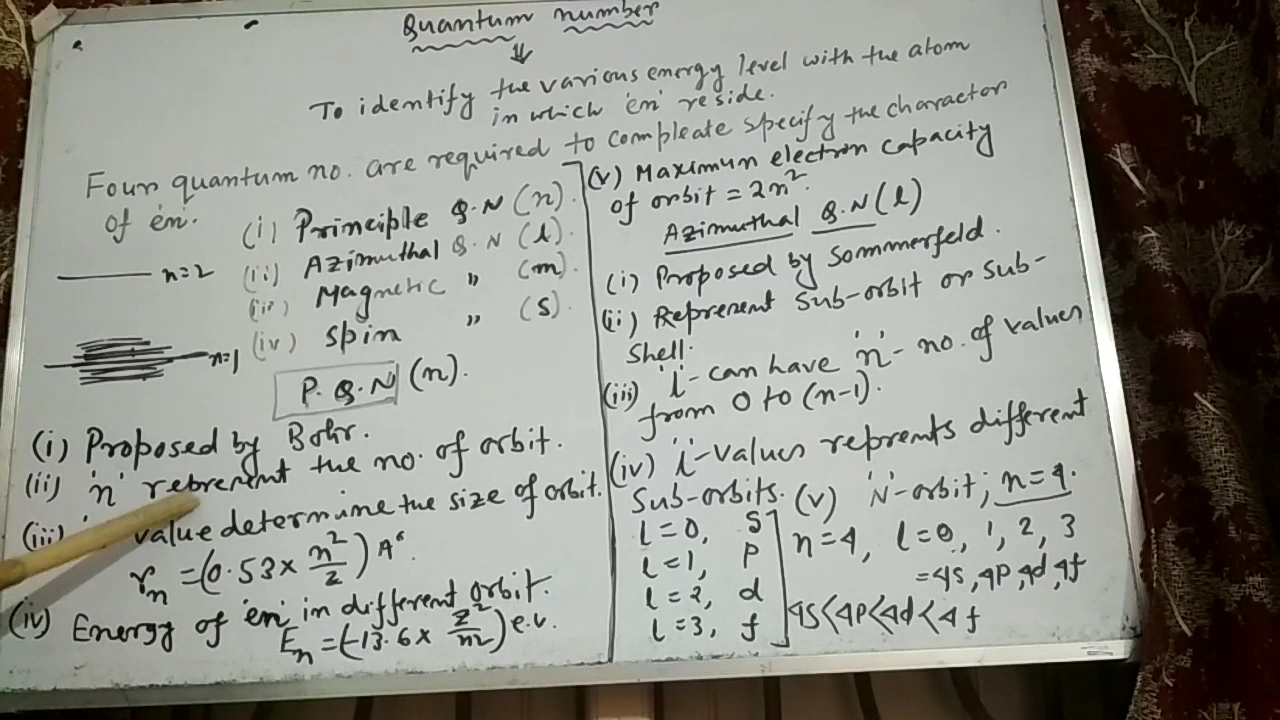 Quantum number
⇓
To identify the various energy level with the atom
in which 'en' reside.
Four quantum no. are required to compleate specify the charactor
of en.
(i) Principle Q.N (n).
(ii) Azimuthal Q.N (l).
(iii) Magnetic " (m).
(iv) Spin " (s).
n=2
n=1
P.Q.N (n).
(i) Proposed by Bohr.
(ii) 'n' reprement the no. of orbit.
(iii) value determine the size of orbit.
rn = (0.53 × n²/z) A°.
(iv) Energy of 'en' in different orbit.
En = (-13.6 × z²/n²) e.v.
(v) Maximum electron capacity
of orbit = 2n².
Azimuthal Q.N (l)
(i) Proposed by Sommerfeld.
(ii) Reprement Sub-orbit or Sub-
Shell.
(iii) 'l'-can have 'n'-no. of values
from 0 to (n-1).
(iv) 'l'-values reprents different
Sub-orbits.
l=0, S
l=1, P
l=2, d
l=3, f
(v) N-orbit; n=4.
n=4, l=0, 1, 2, 3
=4s, 4p, 4d, 4f
4s<4p<4d<4f